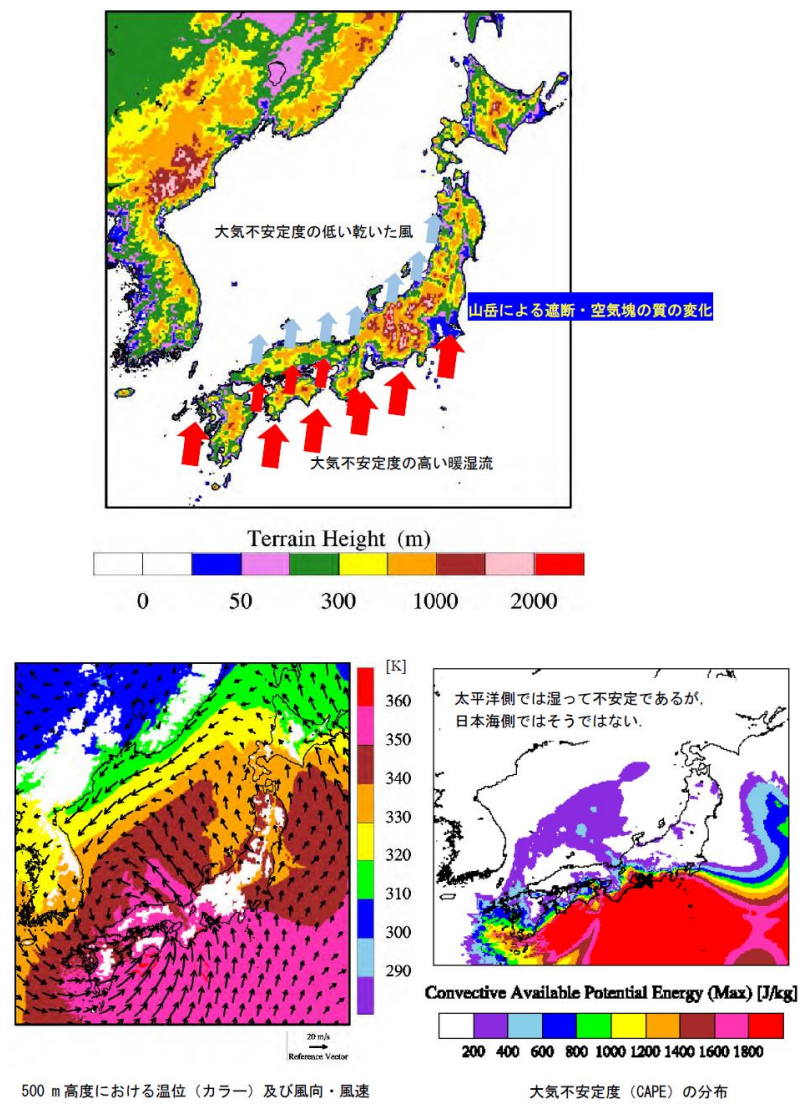 大気不安定度の低い乾いた風
山岳による遮断・空気塊の質の変化
大気不安定度の高い暖湿流
Terrain Height (m)
0 50 300 1000 2000
[K]
360
350
340
330
320
310
300
290
20 m/s
Reference Vector
500 m高度における温位（カラー）及び風向・風速
太平洋側では湿って不安定であるが,
日本海側ではそうではない.
Convective Available Potential Energy (Max) [J/kg]
200 400 600 800 1000 1200 1400 1600 1800
大気不安定度（CAPE）の分布